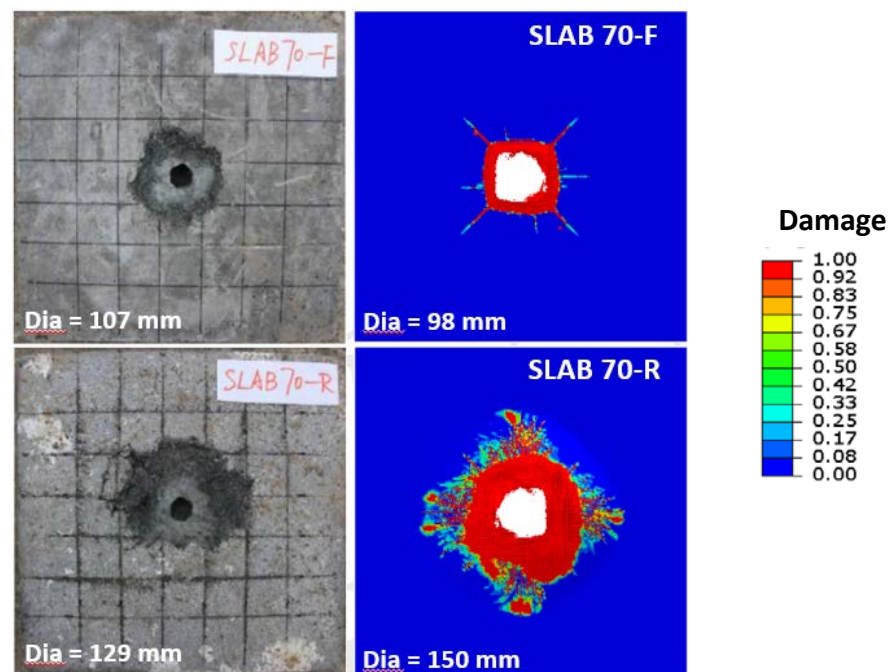 SLAB 70-F
Dia = 107 mm
SLAB 70-F
Dia = 98 mm
SLAB 70-R
Dia = 129 mm
SLAB 70-R
Dia = 150 mm
Damage
1.00
0.92
0.83
0.75
0.67
0.58
0.50
0.42
0.33
0.25
0.17
0.08
0.00